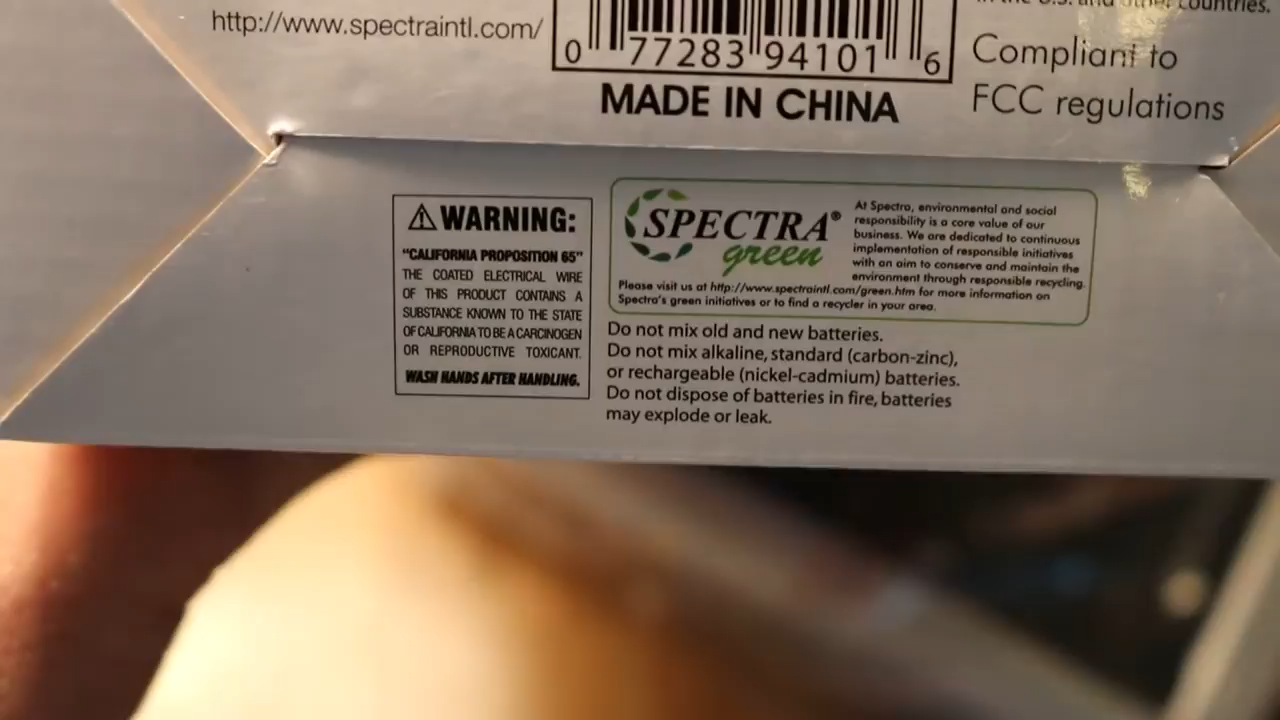 in the U.S. and other countries.
http://www.spectraintl.com/
0 77283 94101 6
Compliant to
FCC regulations
MADE IN CHINA
WARNING:
"CALIFORNIA PROPOSITION 65"
THE COATED ELECTRICAL WIRE
OF THIS PRODUCT CONTAINS A
SUBSTANCE KNOWN TO THE STATE
OF CALIFORNIA TO BE A CARCINOGEN
OR REPRODUCTIVE TOXICANT.
WASH HANDS AFTER HANDLING.
SPECTRA®
green
At Spectra, environmental and social
responsibility is a core value of our
business. We are dedicated to continuous
implementation of responsible initiatives
with an aim to conserve and maintain the
environment through responsible recycling.
Please visit us at http://www.spectraintl.com/green.htm for more information on
Spectra's green initiatives or to find a recycler in your area.
Do not mix old and new batteries.
Do not mix alkaline, standard (carbon-zinc),
or rechargeable (nickel-cadmium) batteries.
Do not dispose of batteries in fire, batteries
may explode or leak.